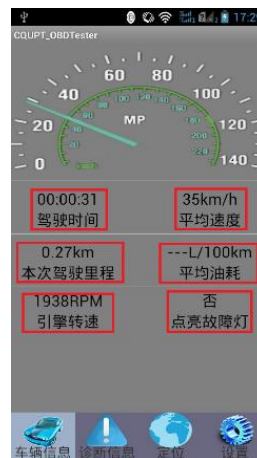 17:2
CQUPT_OBDTester
60 80
40 100
20 MP 120
0 140
00:00:31 35km/h
驾驶时间 平均速度
0.27km ---L/100km
本次驾驶里程 平均油耗
1938RPM 否
引擎转速 点亮故障灯
车辆信息 诊断信息 定位 设置